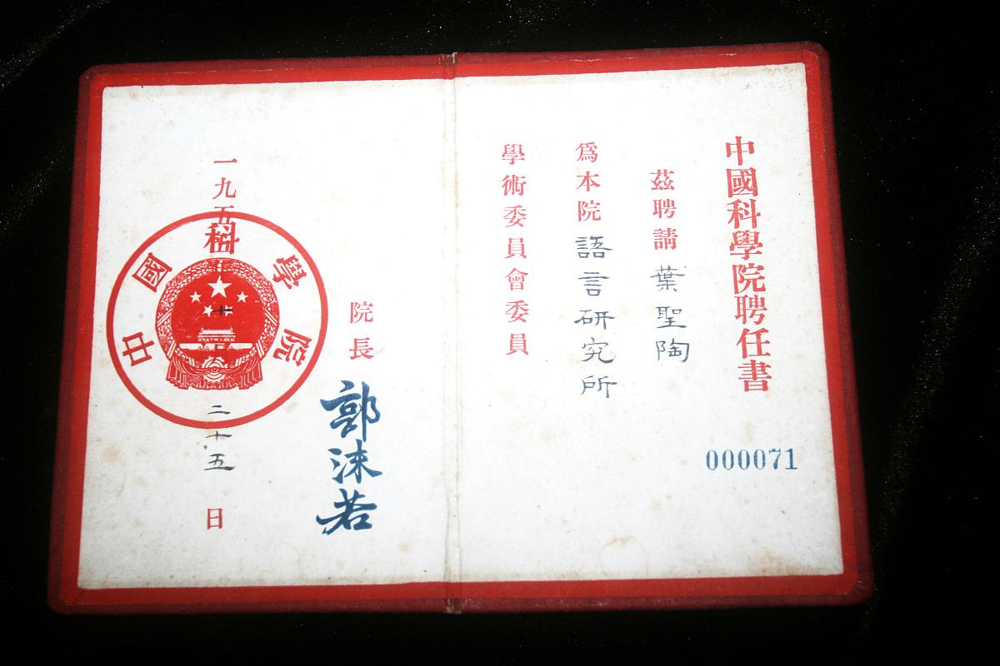 中國科學院聘任書
茲聘請葉聖陶
爲本院語言研究所
學術委員會委員
000071
院長
郭沫若
一九五
十
二十五日
中國科學院